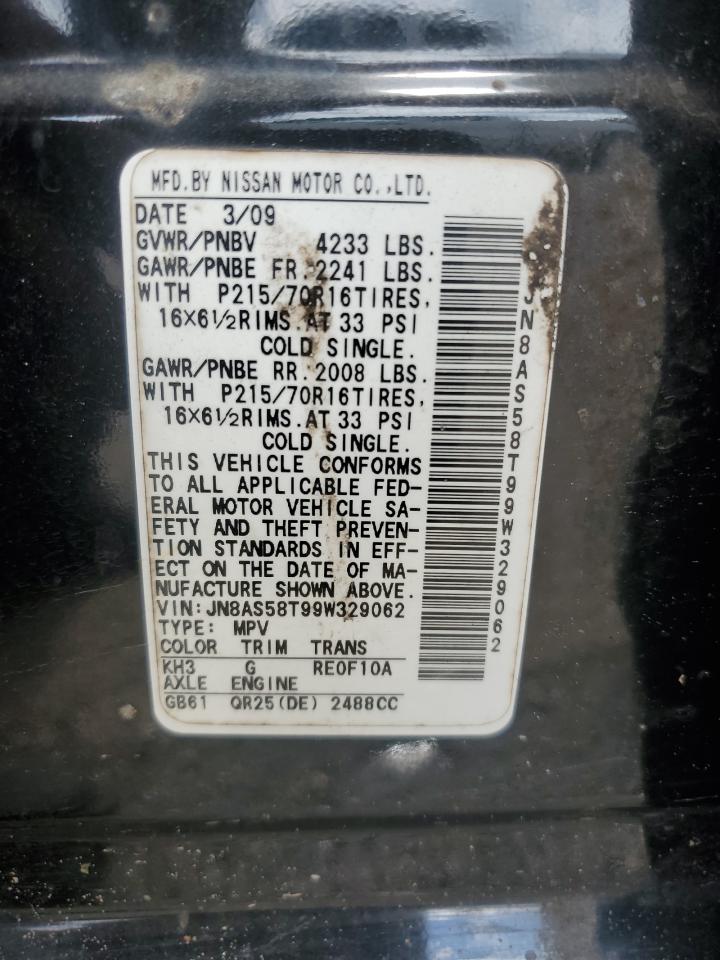 MFD.BY NISSAN MOTOR CO.,LTD.
DATE 3/09
GVWR/PNBV 4233 LBS.
GAWR/PNBE FR.2241 LBS.
WITH P215/70R16TIRES,
16X6½RIMS.AT 33 PSI
COLD SINGLE.
GAWR/PNBE RR.2008 LBS.
WITH P215/70R16TIRES,
16X6½RIMS.AT 33 PSI
COLD SINGLE.
THIS VEHICLE CONFORMS
TO ALL APPLICABLE FED-
ERAL MOTOR VEHICLE SA-
FETY AND THEFT PREVEN-
TION STANDARDS IN EFF-
ECT ON THE DATE OF MA-
NUFACTURE SHOWN ABOVE.
VIN:JN8AS58T99W329062
TYPE: MPV
COLOR TRIM TRANS
KH3 G RE0F10A
AXLE ENGINE
GB61 QR25(DE) 2488CC
JN8AS58T99W329062